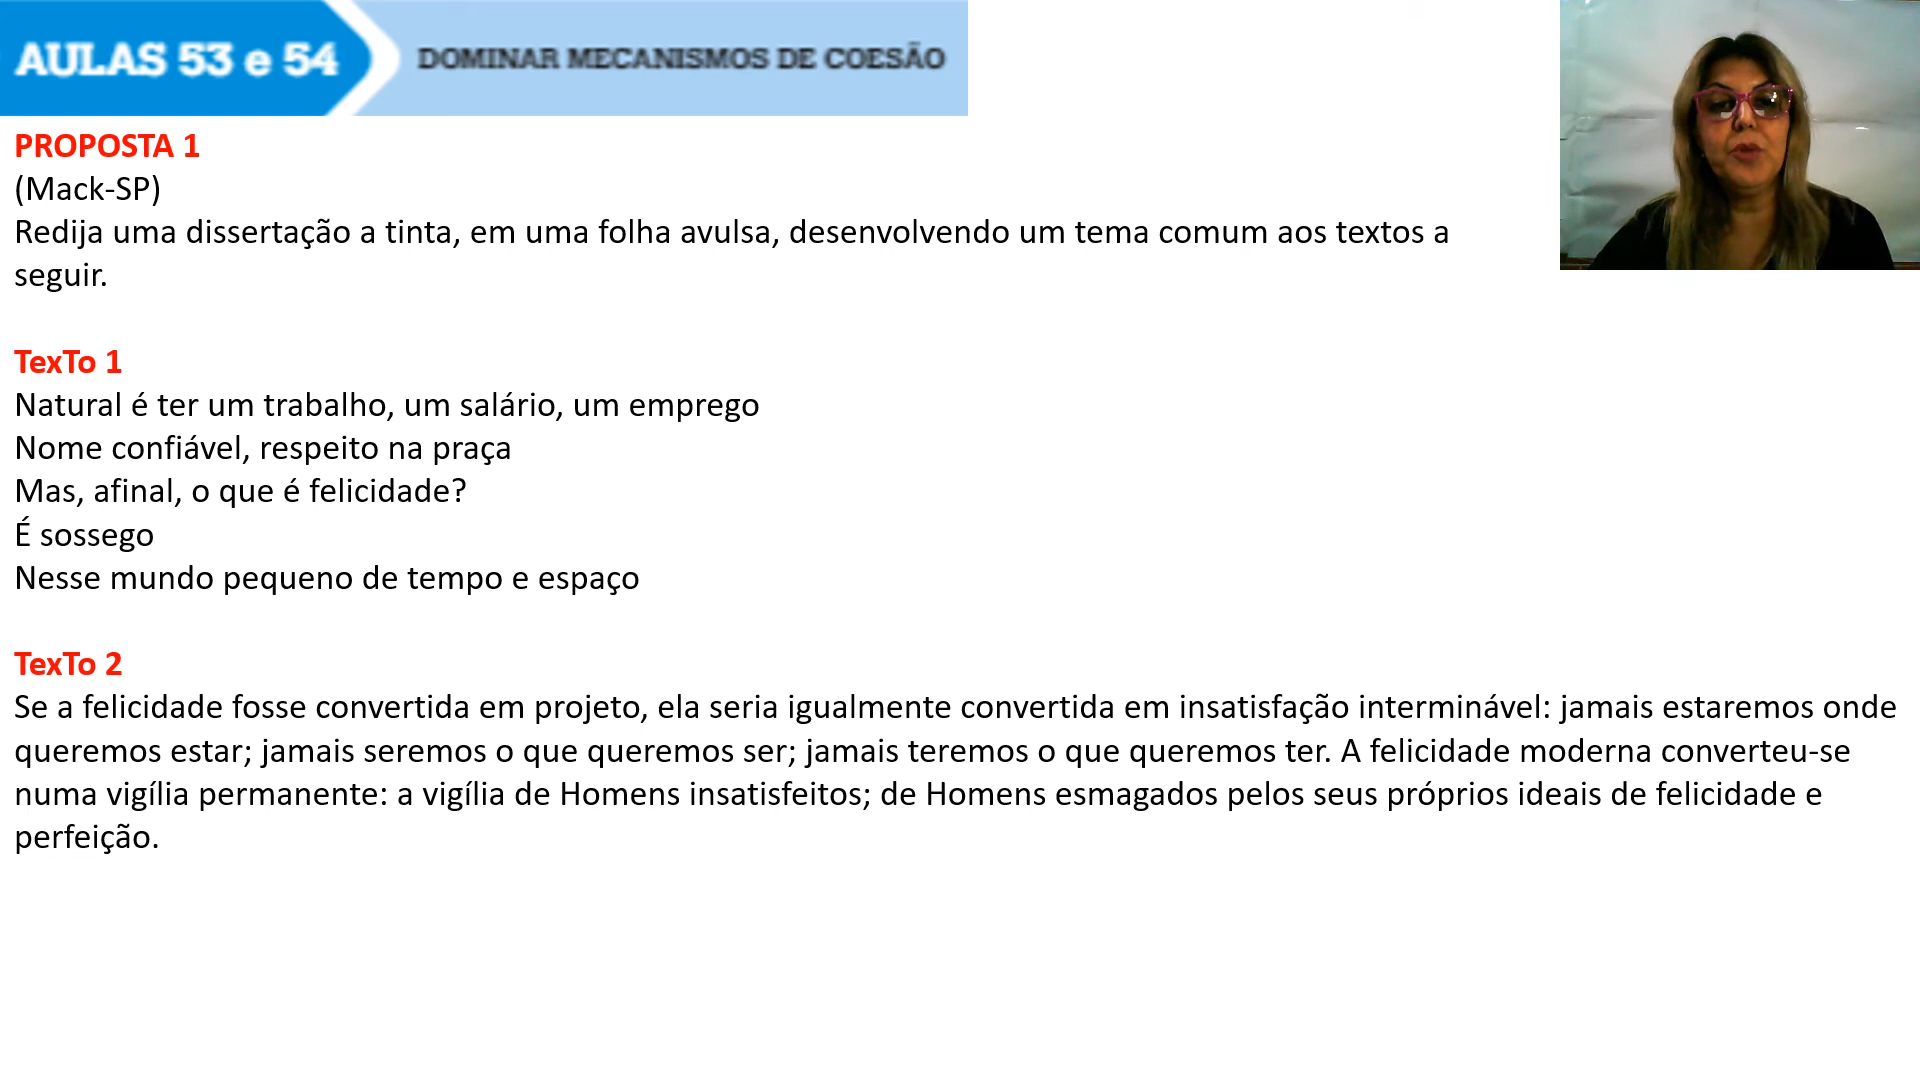 AULAS 53 e 54
DOMINAR MECANISMOS DE COESÃO
PROPOSTA 1
(Mack-SP)
Redija uma dissertação a tinta, em uma folha avulsa, desenvolvendo um tema comum aos textos a
seguir.
TexTo 1
Natural é ter um trabalho, um salário, um emprego
Nome confiável, respeito na praça
Mas, afinal, o que é felicidade?
É sossego
Nesse mundo pequeno de tempo e espaço
TexTo 2
Se a felicidade fosse convertida em projeto, ela seria igualmente convertida em insatisfação interminável: jamais estaremos onde
queremos estar; jamais seremos o que queremos ser; jamais teremos o que queremos ter. A felicidade moderna converteu-se
numa vigília permanente: a vigília de Homens insatisfeitos; de Homens esmagados pelos seus próprios ideais de felicidade e
perfeição.